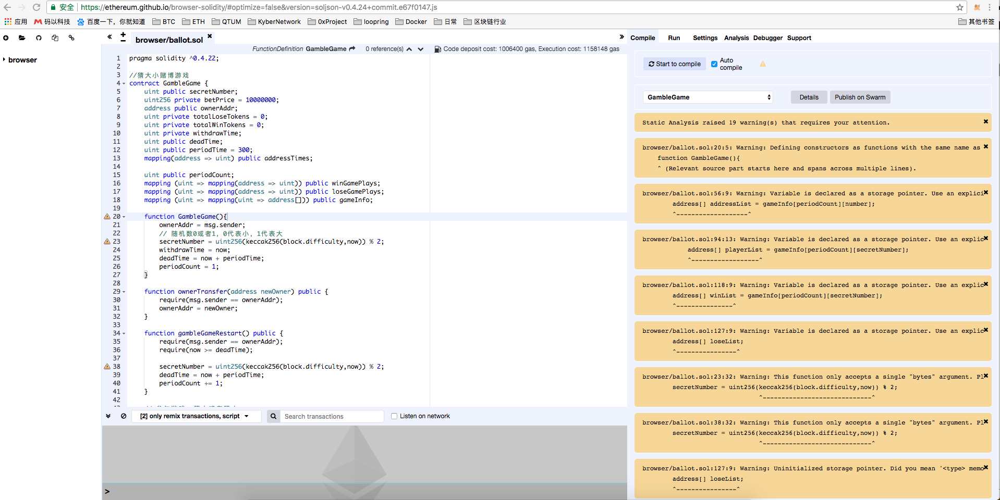 安全 https://ethereum.github.io/browser-solidity/#optimize=false&version=soljson-v0.4.24+commit.e67f0147.js
应用 码以科技 百度一下，你就知道 BTC ETH QTUM KyberNetwork 0xProject loopring Docker 日常 区块链行业 其他书签
browser
browser/ballot.sol
FunctionDefinition GambleGame 0 reference(s) Code deposit cost: 1006400 gas, Execution cost: 1158148 gas
1 pragma solidity ^0.4.22;
2
3 //猜大小赌博游戏
4 contract GambleGame {
5 uint public secretNumber;
6 uint256 private betPrice = 10000000;
7 address public ownerAddr;
8 uint private totalLoseTokens = 0;
9 uint private totalWinTokens = 0;
10 uint private withdrawTime;
11 uint public deadTime;
12 uint public periodTime = 300;
13 mapping(address => uint) public addressTimes;
14
15 uint public periodCount;
16 mapping (uint => mapping(address => uint)) public winGamePlays;
17 mapping (uint => mapping(address => uint)) public loseGamePlays;
18 mapping (uint => mapping(uint => address[])) public gameInfo;
19
20 function GambleGame(){
21 ownerAddr = msg.sender;
22 // 随机数0或者1，0代表小，1代表大
23 secretNumber = uint256(keccak256(block.difficulty,now)) % 2;
24 withdrawTime = now;
25 deadTime = now + periodTime;
26 periodCount = 1;
27 }
28
29 function ownerTransfer(address newOwner) public {
30 require(msg.sender == ownerAddr);
31 ownerAddr = newOwner;
32 }
33
34 function gambleGameRestart() public {
35 require(msg.sender == ownerAddr);
36 require(now >= deadTime);
37
38 secretNumber = uint256(keccak256(block.difficulty,now)) % 2;
39 deadTime = now + periodTime;
40 periodCount += 1;
41 }
42
[2] only remix transactions, script Search transactions Listen on network
>
Compile Run Settings Analysis Debugger Support
Start to compile Auto compile
GambleGame Details Publish on Swarm
Static Analysis raised 19 warning(s) that requires your attention.
browser/ballot.sol:20:5: Warning: Defining constructors as functions with the same name as
function GambleGame(){
^ (Relevant source part starts here and spans across multiple lines).
browser/ballot.sol:56:9: Warning: Variable is declared as a storage pointer. Use an explici
address[] addressList = gameInfo[periodCount][number];
^-------------------^
browser/ballot.sol:94:13: Warning: Variable is declared as a storage pointer. Use an explic
address[] playerList = gameInfo[periodCount][secretNumber];
^------------------^
browser/ballot.sol:118:9: Warning: Variable is declared as a storage pointer. Use an explic
address[] winList = gameInfo[periodCount][secretNumber];
^---------------^
browser/ballot.sol:127:9: Warning: Variable is declared as a storage pointer. Use an explic
address[] loseList;
^----------------^
browser/ballot.sol:23:32: Warning: This function only accepts a single "bytes" argument. Pl
secretNumber = uint256(keccak256(block.difficulty,now)) % 2;
^-----------------------------^
browser/ballot.sol:38:32: Warning: This function only accepts a single "bytes" argument. Pl
secretNumber = uint256(keccak256(block.difficulty,now)) % 2;
^-----------------------------^
browser/ballot.sol:127:9: Warning: Uninitialized storage pointer. Did you mean '<type> memo
address[] loseList;
^----------------^